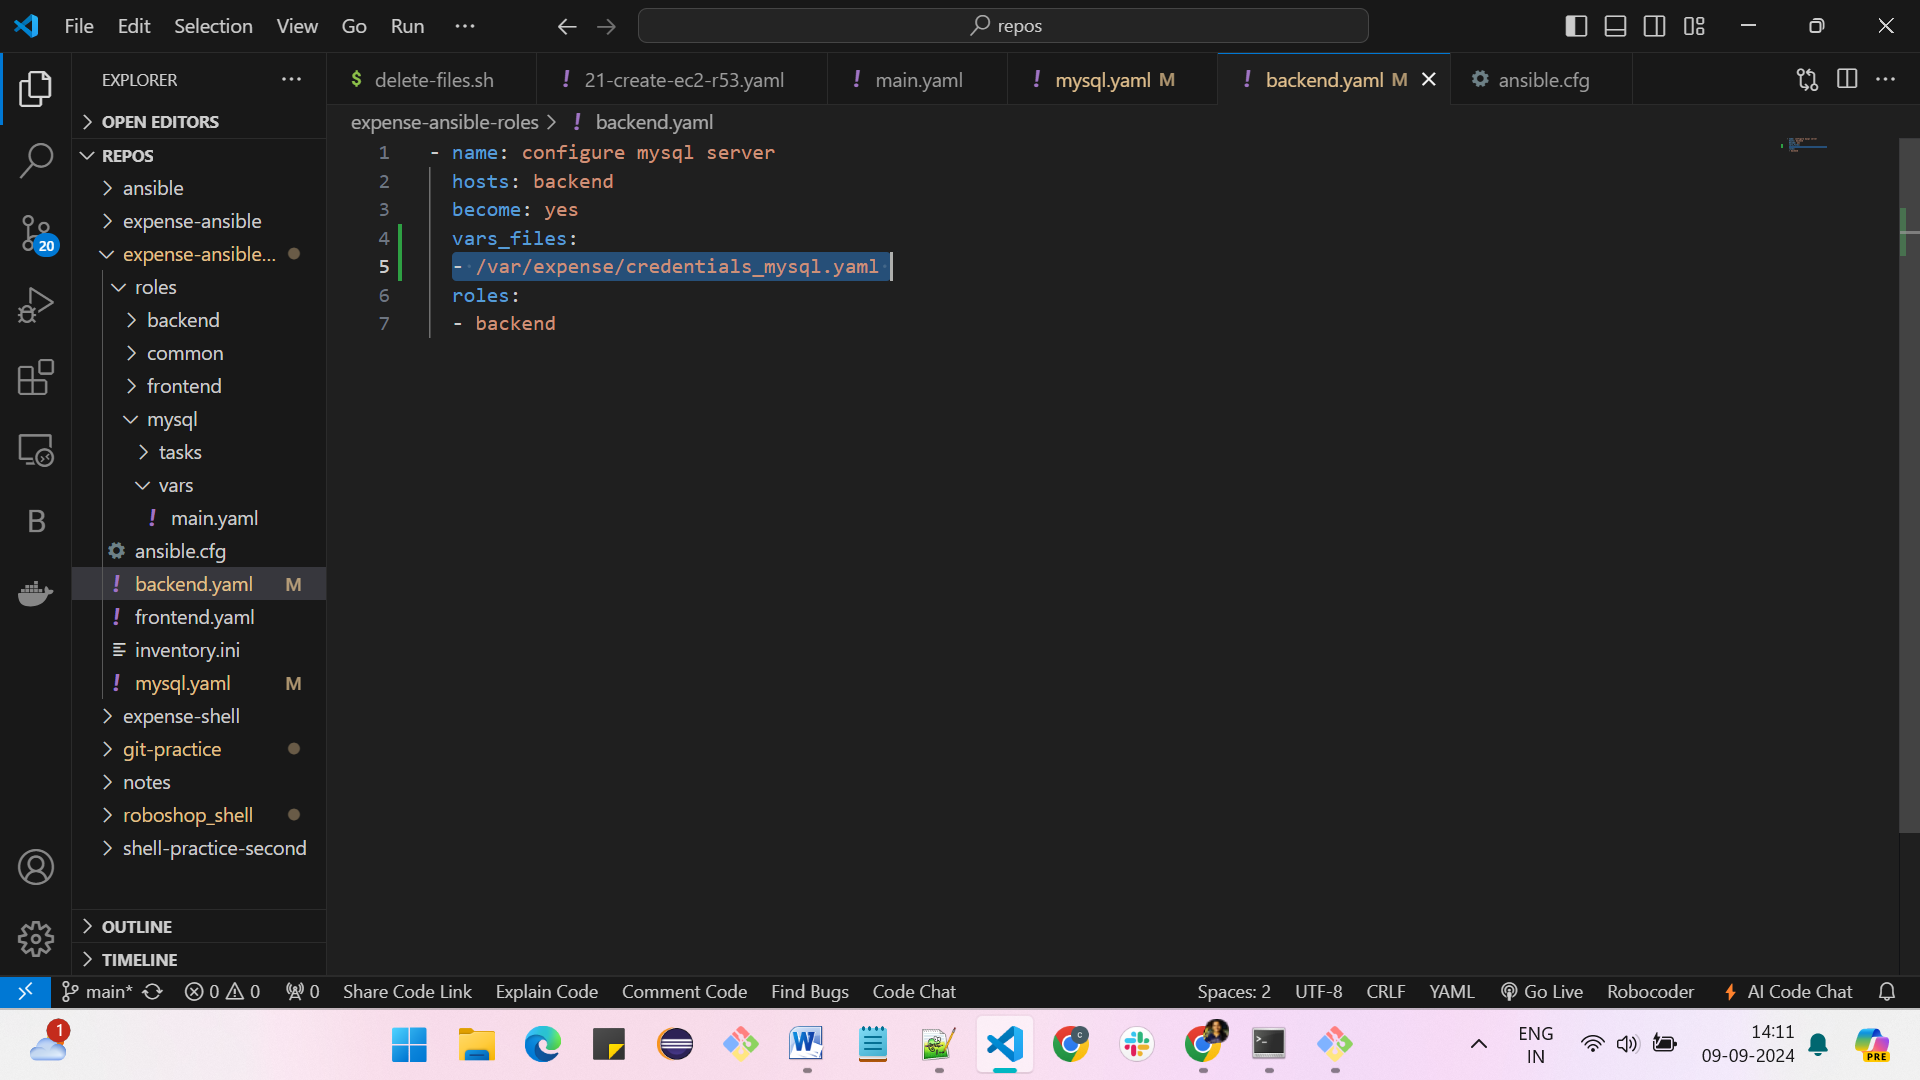 File Edit Selection View Go Run ··· repos
EXPLORER ···
OPEN EDITORS
REPOS
ansible
expense-ansible
expense-ansible...
roles
backend
common
frontend
mysql
tasks
vars
! main.yaml
ansible.cfg
! backend.yaml M
! frontend.yaml
inventory.ini
! mysql.yaml M
expense-shell
git-practice
notes
roboshop_shell
shell-practice-second
OUTLINE
TIMELINE
20
B
$ delete-files.sh ! 21-create-ec2-r53.yaml ! main.yaml ! mysql.yaml M ! backend.yaml M ansible.cfg ···
expense-ansible-roles > ! backend.yaml
1 - name: configure mysql server
2 hosts: backend
3 become: yes
4 vars_files:
5 - /var/expense/credentials_mysql.yaml
6 roles:
7 - backend
main* 0 0 0 Share Code Link Explain Code Comment Code Find Bugs Code Chat Spaces: 2 UTF-8 CRLF YAML Go Live Robocoder AI Code Chat
1
W
C
PRE
ENG
IN
14:11
09-09-2024